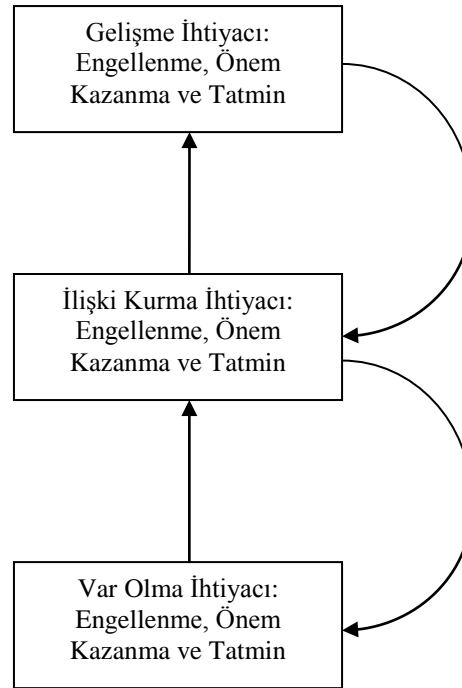 Gelişme İhtiyacı:
Engellenme, Önem
Kazanma ve Tatmin
İlişki Kurma İhtiyacı:
Engellenme, Önem
Kazanma ve Tatmin
Var Olma İhtiyacı:
Engellenme, Önem
Kazanma ve Tatmin